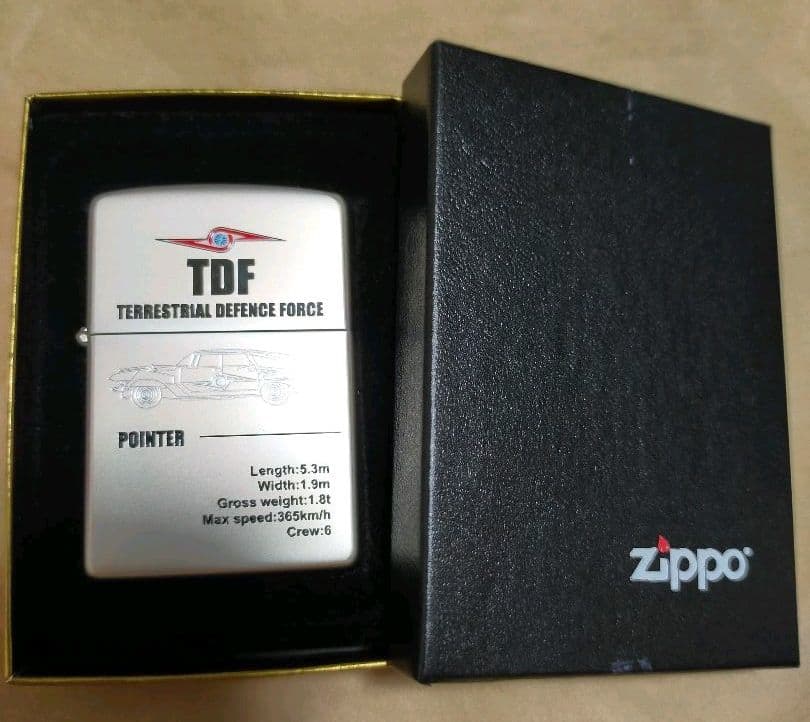 TDF
TERRESTRIAL DEFENCE FORCE
POINTER
Length:5.3m
Width:1.9m
Gross weight:1.8t
Max speed:365km/h
Crew:6
zippo